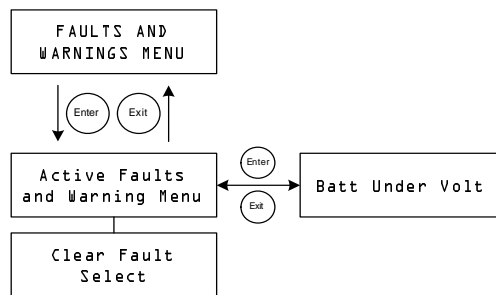 FAULTS AND
WARNINGS MENU
Enter
Exit
Active Faults
and Warning Menu
Enter
Exit
Batt Under Volt
Clear Fault
Select